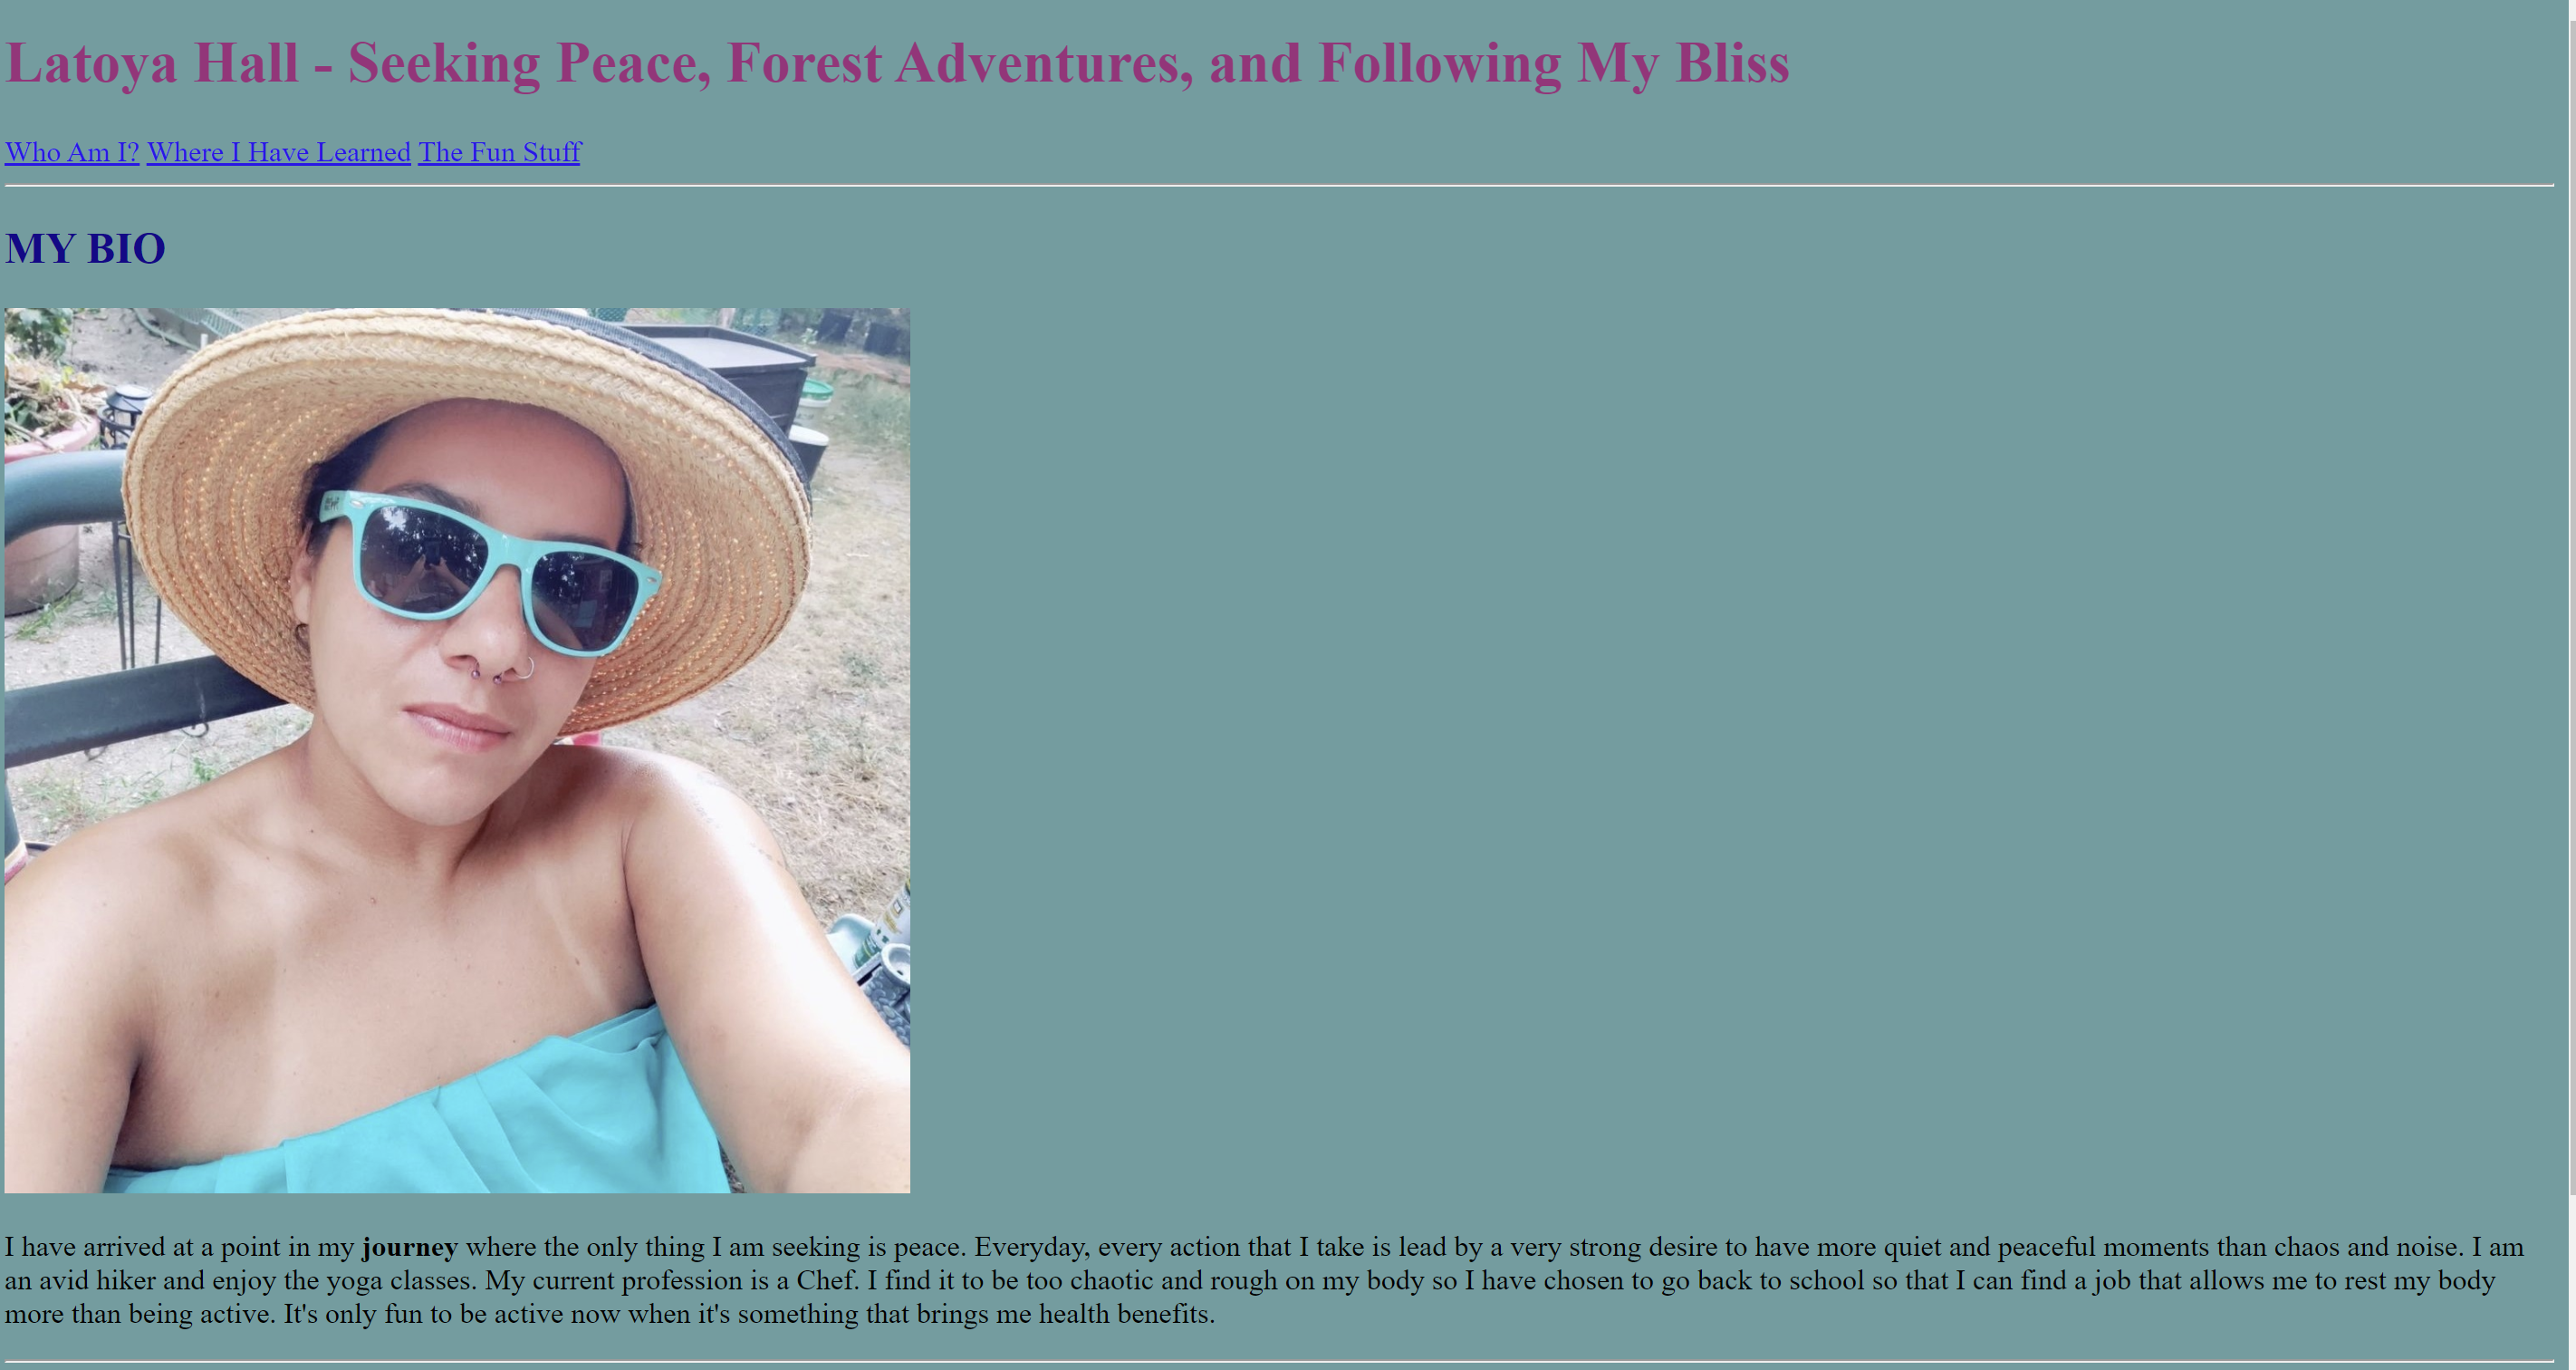 Latoya Hall - Seeking Peace, Forest Adventures, and Following My Bliss
Who Am I? Where I Have Learned The Fun Stuff
MY BIO
I have arrived at a point in my journey where the only thing I am seeking is peace. Everyday, every action that I take is lead by a very strong desire to have more quiet and peaceful moments than chaos and noise. I am
an avid hiker and enjoy the yoga classes. My current profession is a Chef. I find it to be too chaotic and rough on my body so I have chosen to go back to school so that I can find a job that allows me to rest my body
more than being active. It's only fun to be active now when it's something that brings me health benefits.